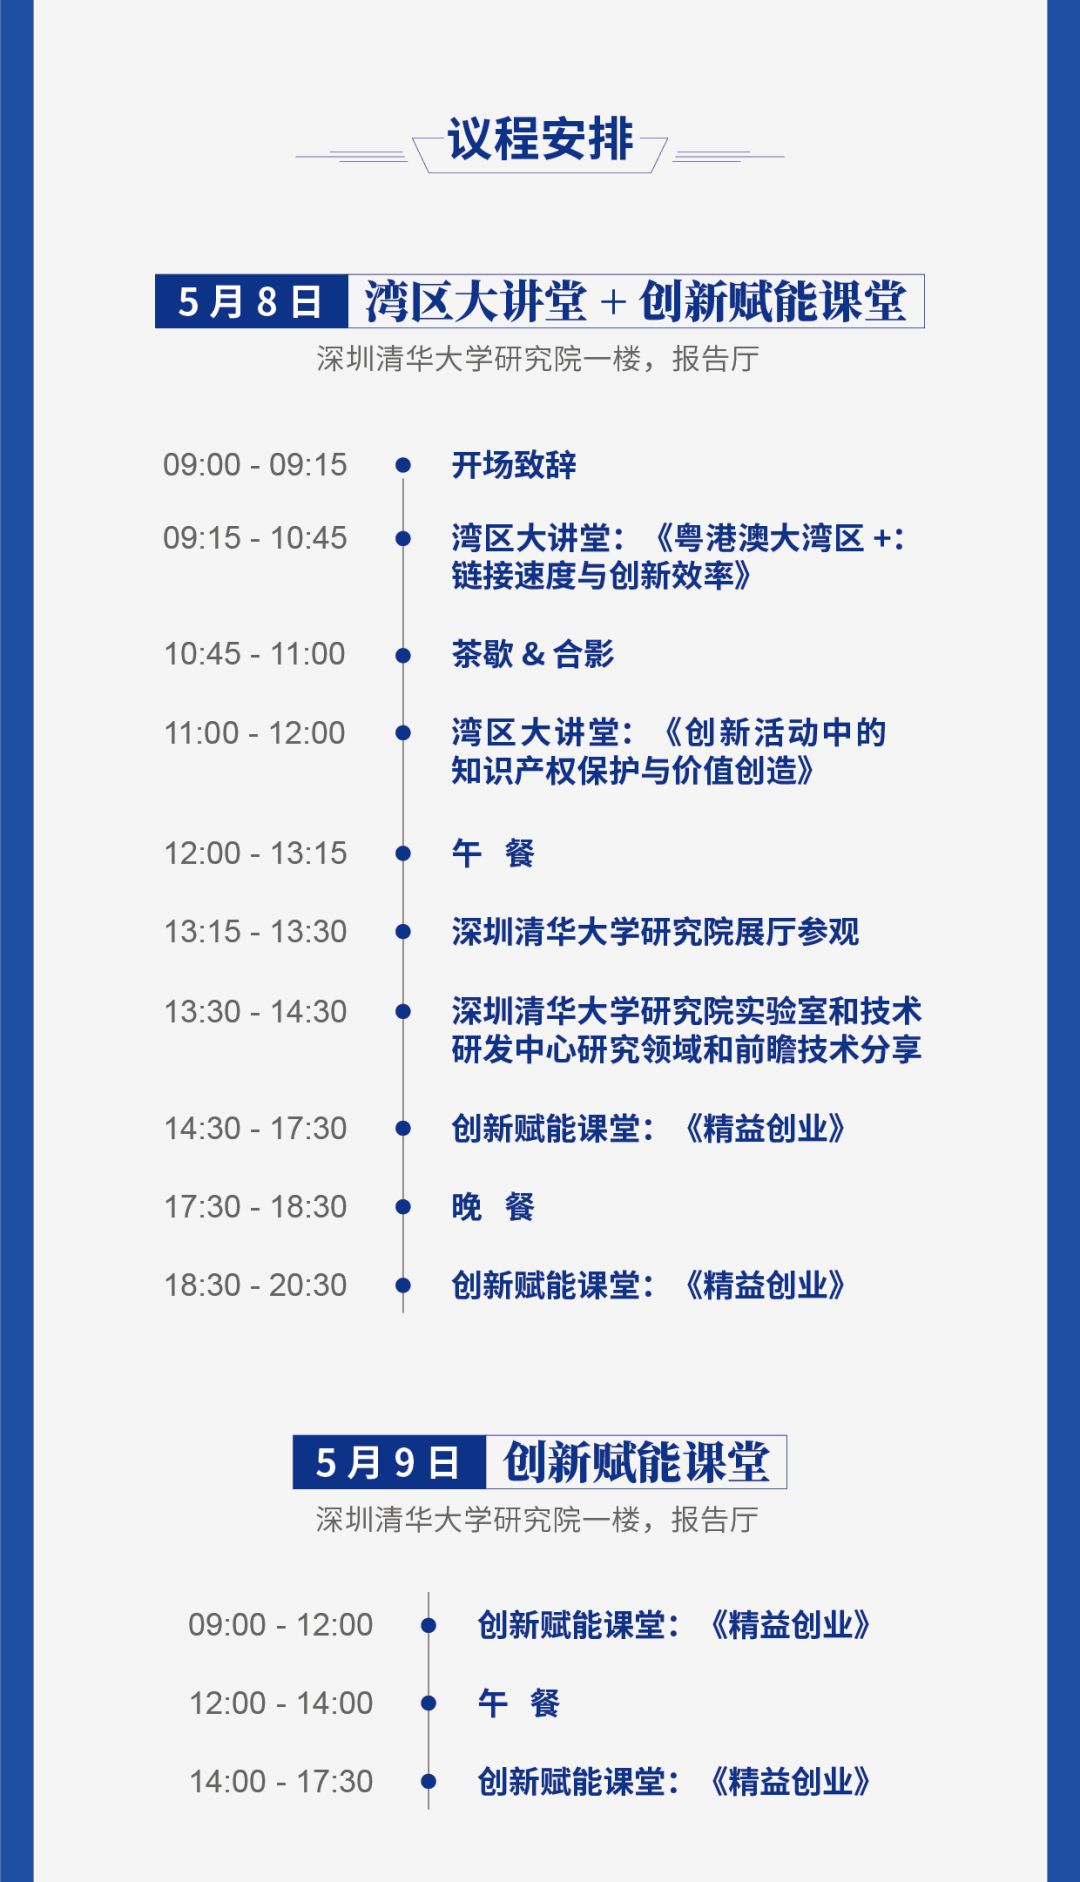 议程安排
5月8日 湾区大讲堂+创新赋能课堂
深圳清华大学研究院一楼，报告厅
09:00 - 09:15 开场致辞
09:15 - 10:45 湾区大讲堂：《粤港澳大湾区+：
链接速度与创新效率》
10:45 - 11:00 茶歇 & 合影
11:00 - 12:00 湾区大讲堂：《创新活动中的
知识产权保护与价值创造》
12:00 - 13:15 午 餐
13:15 - 13:30 深圳清华大学研究院展厅参观
13:30 - 14:30 深圳清华大学研究院实验室和技术
研发中心研究领域和前瞻技术分享
14:30 - 17:30 创新赋能课堂：《精益创业》
17:30 - 18:30 晚 餐
18:30 - 20:30 创新赋能课堂：《精益创业》
5月9日 创新赋能课堂
深圳清华大学研究院一楼，报告厅
09:00 - 12:00 创新赋能课堂：《精益创业》
12:00 - 14:00 午 餐
14:00 - 17:30 创新赋能课堂：《精益创业》